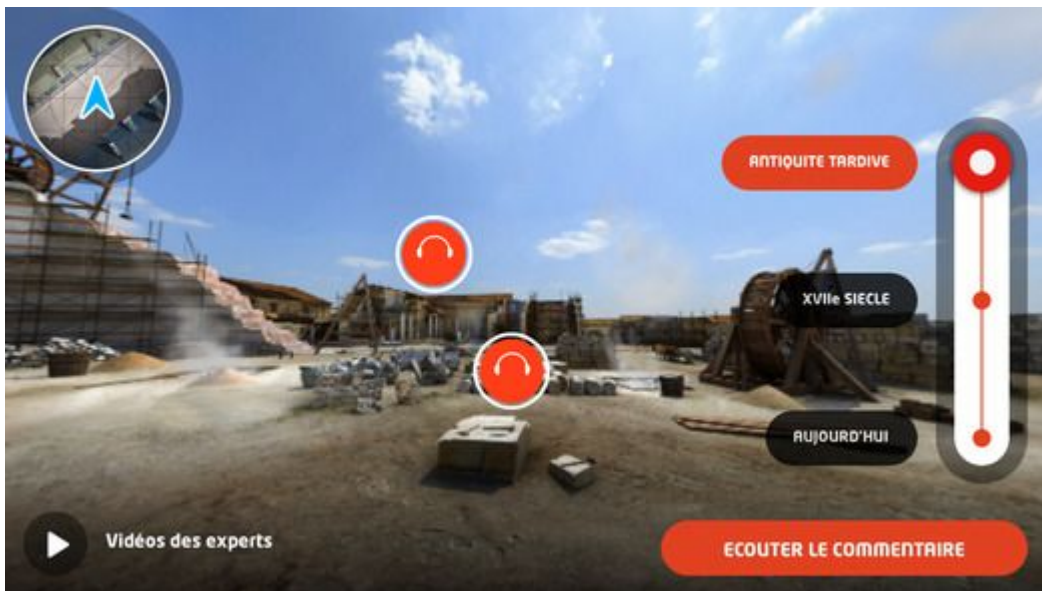 ANTIQUITE TARDIVE
XVIIe SIECLE
AUJOURD'HUI
Vidéos des experts
ECOUTER LE COMMENTAIRE